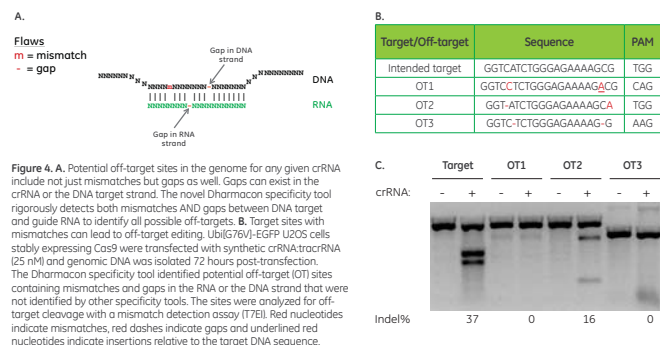 A.
Flaws
m = mismatch
- = gap
Gap in DNA
strand
NNNNNNN
NNNNNmNNNNNN-NNNN
NNNNNNN
DNA
RNA
Gap in RNA
strand
Figure 4. A. Potential off-target sites in the genome for any given crRNA
include not just mismatches but gaps as well. Gaps can exist in the
crRNA or the DNA target strand. The novel Dharmacon specificity tool
rigorously detects both mismatches AND gaps between DNA target
and guide RNA to identify all possible off-targets. B. Target sites with
mismatches can lead to off-target editing. Ubi[G76V]-EGFP U2OS cells
stably expressing Cas9 were transfected with synthetic crRNA:tracrRNA
(25 nM) and genomic DNA was isolated 72 hours post-transfection.
The Dharmacon specificity tool identified potential off-target (OT) sites
containing mismatches and gaps in the RNA or the DNA strand that were
not identified by other specificity tools. The sites were analyzed for off-
target cleavage with a mismatch detection assay (T7EI). Red nucleotides
indicate mismatches, red dashes indicate gaps and underlined red
nucleotides indicate insertions relative to the target DNA sequence.
B.
Target/Off-target Sequence PAM
Intended target GGTCATCTGGGAGAAAAGCG TGG
OT1 GGTCCTCTGGGAGAAAAGACG CAG
OT2 GGT-ATCTGGGAGAAAAGCA TGG
OT3 GGTC-TCTGGGAGAAAAG-G AAG
C.
Target OT1 OT2 OT3
crRNA: - + - + - + - +
Indel% 37 0 16 0